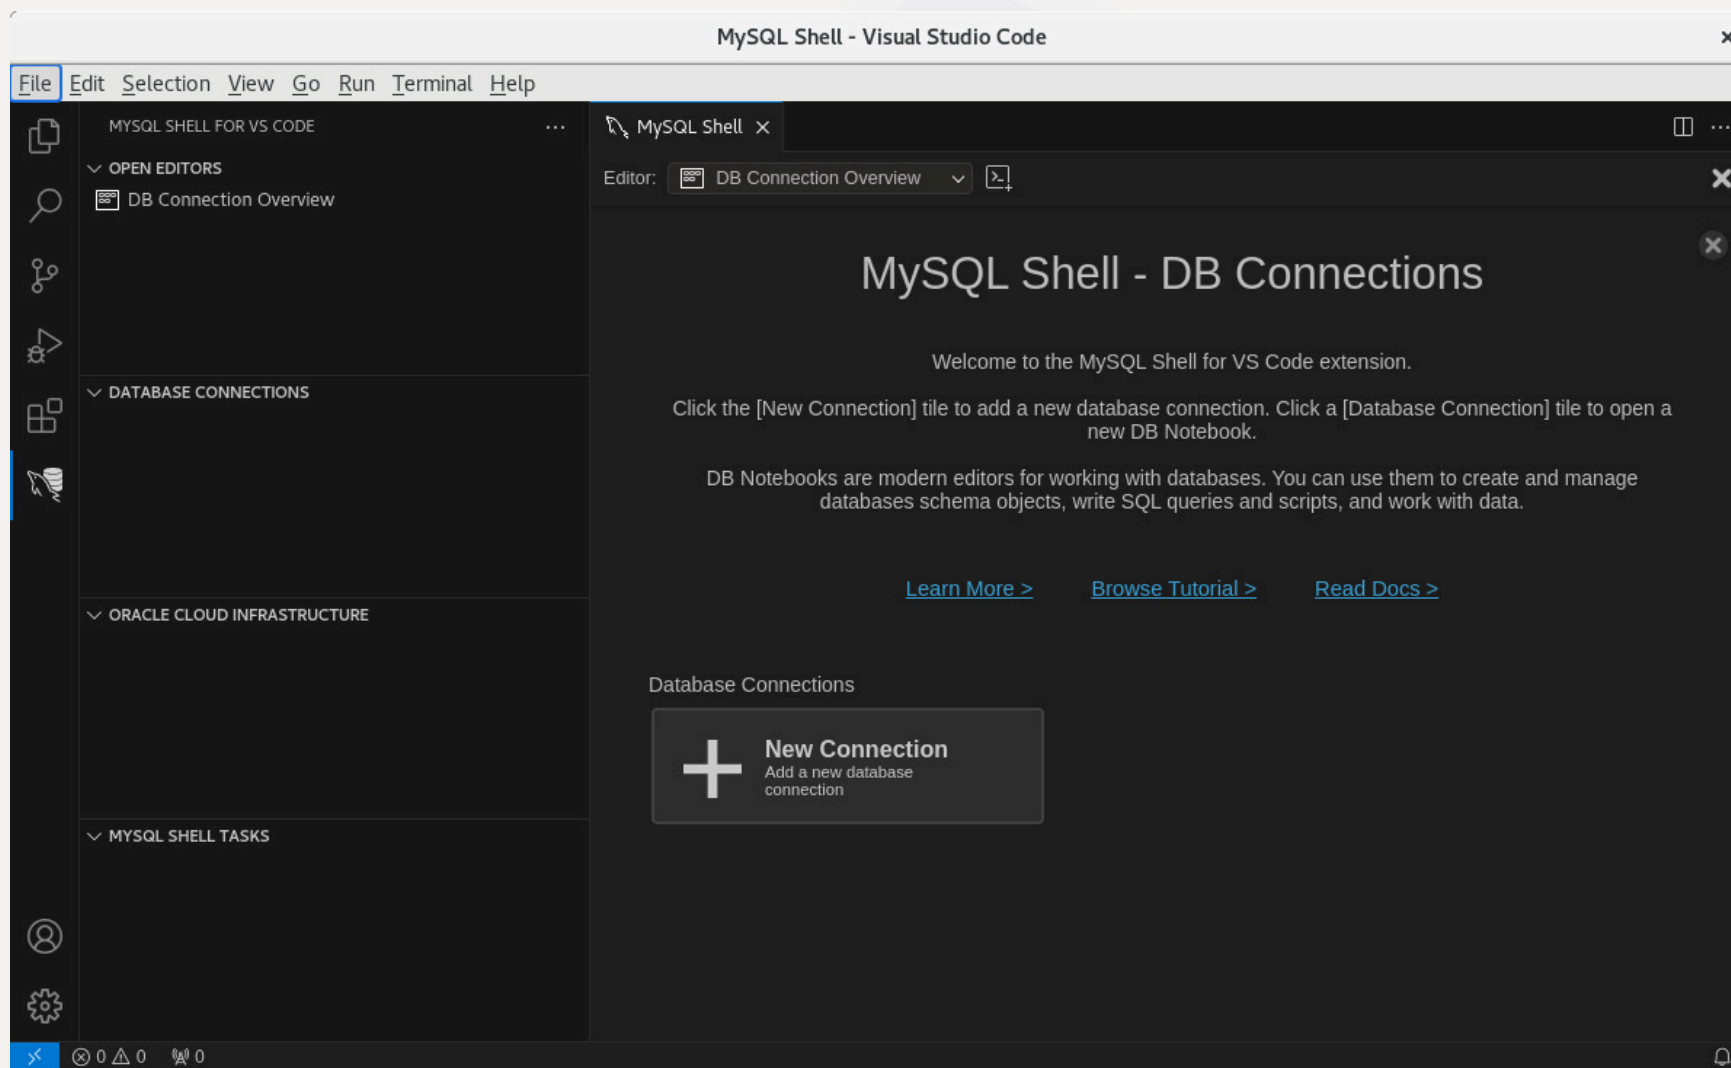 MySQL Shell - Visual Studio Code
File Edit Selection View Go Run Terminal Help
MYSQL SHELL FOR VS CODE
OPEN EDITORS
DB Connection Overview
DATABASE CONNECTIONS
ORACLE CLOUD INFRASTRUCTURE
MYSQL SHELL TASKS
MySQL Shell
Editor: DB Connection Overview
MySQL Shell - DB Connections
Welcome to the MySQL Shell for VS Code extension.
Click the [New Connection] tile to add a new database connection. Click a [Database Connection] tile to open a
new DB Notebook.
DB Notebooks are modern editors for working with databases. You can use them to create and manage
databases schema objects, write SQL queries and scripts, and work with data.
Learn More > Browse Tutorial > Read Docs >
Database Connections
New Connection
Add a new database
connection
0 0 0